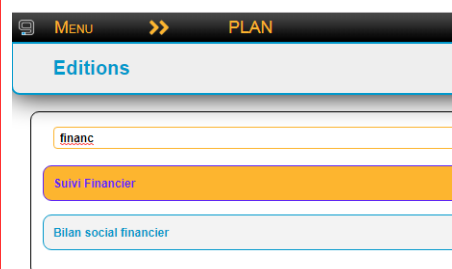 Menu >> PLAN
Editions
financ
Suivi Financier
Bilan social financier